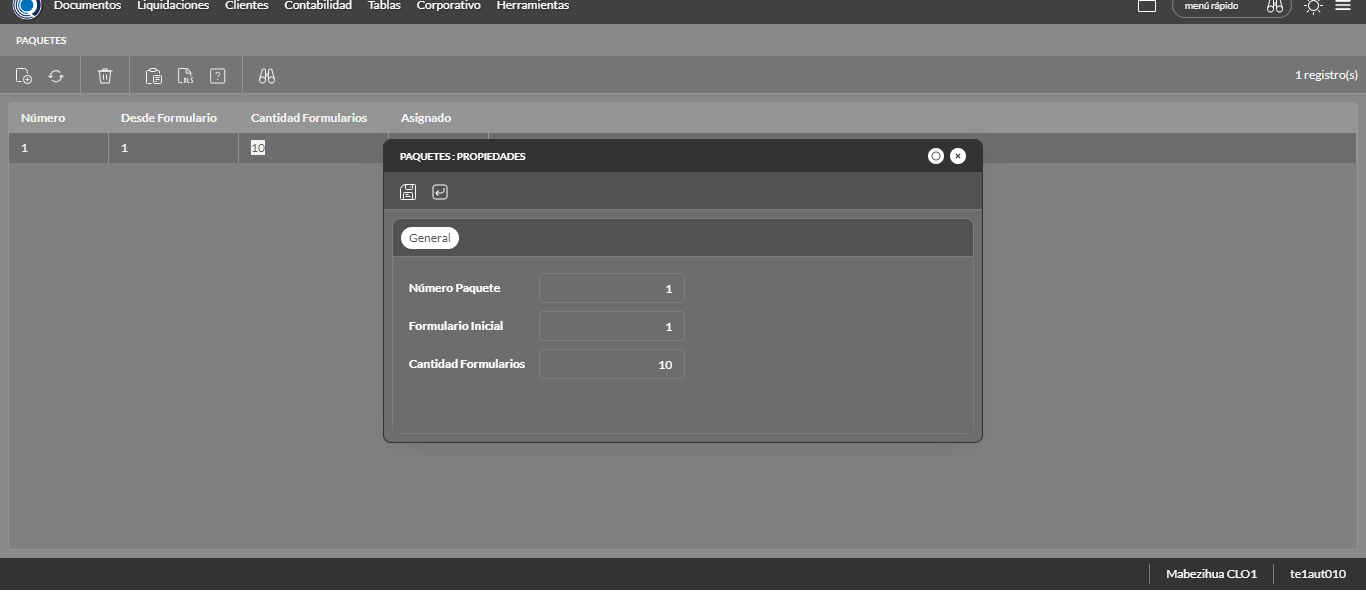 Documentos Liquidaciones Clientes Contabilidad Tablas Corporativo Herramientas menú rápido
PAQUETES
XLS ? 1 registro(s)
Número Desde Formulario Cantidad Formularios Asignado
1 1 10
PAQUETES : PROPIEDADES
General
Número Paquete 1
Formulario Inicial 1
Cantidad Formularios 10
Mabezihua CLO1 te1aut010